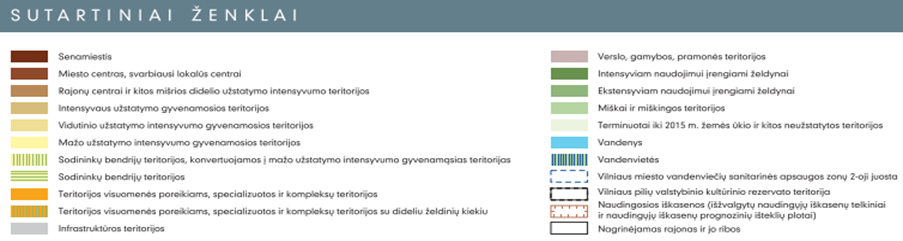 SUTARTINIAI ŽENKLAI
Senamiestis
Miesto centras, svarbiausi lokalūs centrai
Rajonų centrai ir kitos mišrios didelio užstatymo intensyvumo teritorijos
Intensyvaus užstatymo gyvenamosios teritorijos
Vidutinio užstatymo intensyvumo gyvenamosios teritorijos
Mažo užstatymo intensyvumo gyvenamosios teritorijos
Sodininkų bendrijų teritorijos, konvertuojamos į mažo užstatymo intensyvumo gyvenamąsias teritorijas
Sodininkų bendrijų teritorijos
Teritorijos visuomenės poreikiams, specializuotos ir kompleksų teritorijos
Teritorijos visuomenės poreikiams, specializuotos ir kompleksų teritorijos su dideliu želdinių kiekiu
Infrastruktūros teritorijos
Verslo, gamybos, pramonės teritorijos
Intensyviam naudojimui įrengiami želdynai
Ekstensyviam naudojimui įrengiami želdynai
Miškai ir miškingos teritorijos
Terminuotai iki 2015 m. žemės ūkio ir kitos neužstatytos teritorijos
Vandenys
Vandenvietės
Vilniaus miesto vandenviečių sanitarinės apsaugos zonų 2-oji juosta
Vilniaus pilių valstybinio kultūrinio rezervato teritorija
Naudingosios iškasenos (išžvalgytų naudingųjų iškasenų telkiniai
ir naudingųjų iškasenų prognozinių išteklių plotai)
Nagrinėjamas rajonas ir jo ribos